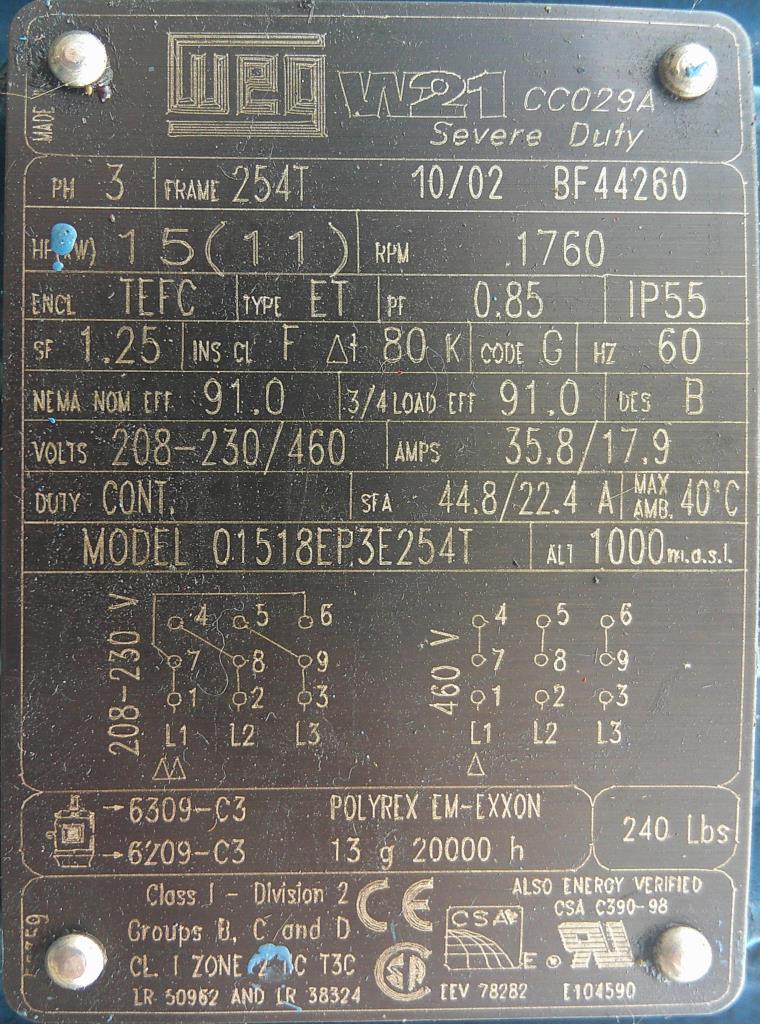 MADE
WEG W21 CC029A
Severe Duty
PH 3 FRAME 254T 10/02 BF44260
15(11) RPM 1760
ENCL TEFC TYPE ET PF 0.85 IP55
SF 1.25 INS CL F Δt 80 K CODE G HZ 60
NEMA NOM EFF 91.0 3/4 LOAD EFF 91.0 DES B
VOLTS 208-230/460 AMPS 35.8/17.9
DUTY CONT. SFA 44.8/22.4 A MAX AMB. 40°C
MODEL 01518EP3E254T ALT 1000m.a.s.l.
208-230 V
4 5 6
7 8 9
1 2 3
L1 L2 L3
ΔΔ
460 V
4 5 6
7 8 9
1 2 3
L1 L2 L3
Δ
→6309-C3 POLYREX EM-EXXON
→6209-C3 13 g 20000 h
240 Lbs
Class I - Division 2
Groups B, C and D
CL. I ZONE 2 T3C
LR 50962 AND LR 38324
CE
ALSO ENERGY VERIFIED
CSA C390-98
CSA
EEV 78282 E104590